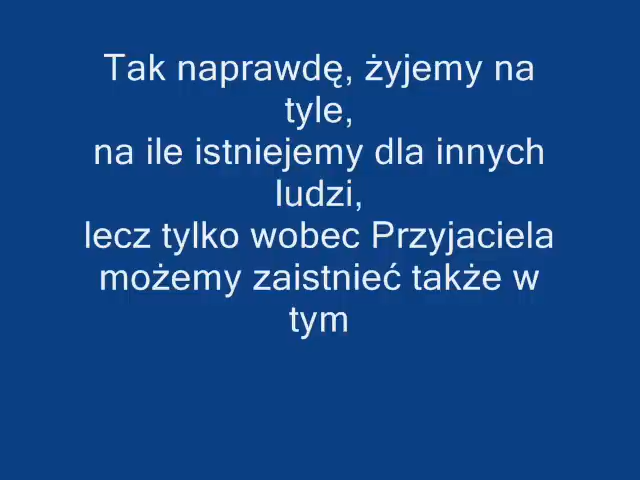 Tak naprawdę, żyjemy na
tyle,
na ile istniejemy dla innych
ludzi,
lecz tylko wobec Przyjaciela
możemy zaistnieć także w
tym